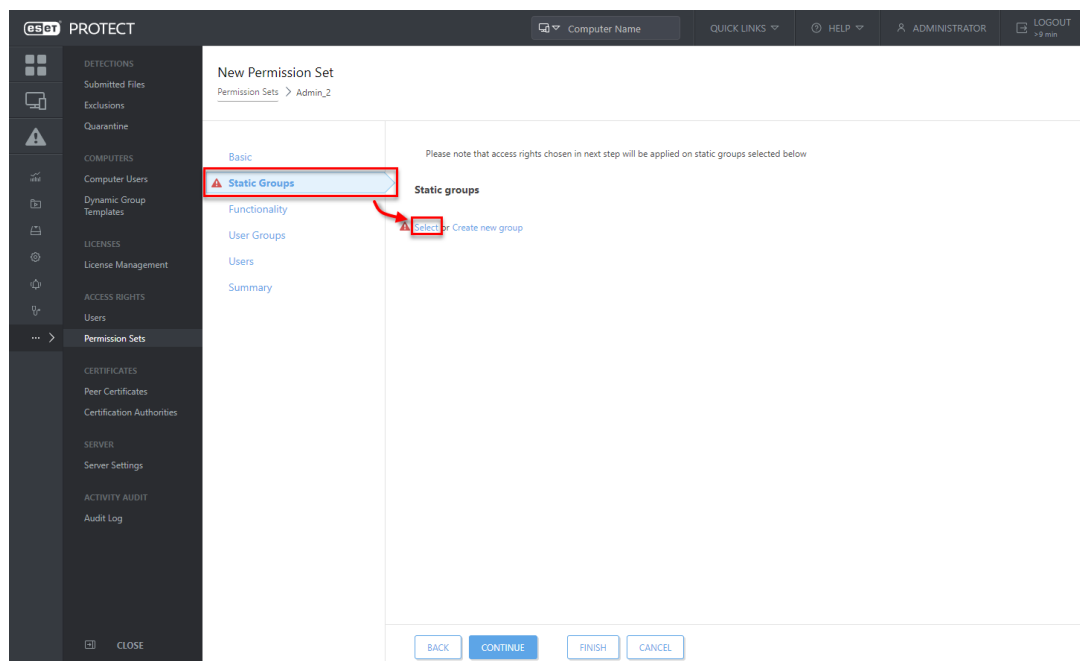 eset PROTECT
Computer Name
QUICK LINKS
HELP
ADMINISTRATOR
LOGOUT
>9 min
DETECTIONS
Submitted Files
Exclusions
Quarantine
COMPUTERS
Computer Users
Dynamic Group
Templates
LICENSES
License Management
ACCESS RIGHTS
Users
Permission Sets
CERTIFICATES
Peer Certificates
Certification Authorities
SERVER
Server Settings
ACTIVITY AUDIT
Audit Log
CLOSE
New Permission Set
Permission Sets > Admin_2
Basic
Static Groups
Functionality
User Groups
Users
Summary
Please note that access rights chosen in next step will be applied on static groups selected below
Static groups
Select or Create new group
BACK
CONTINUE
FINISH
CANCEL